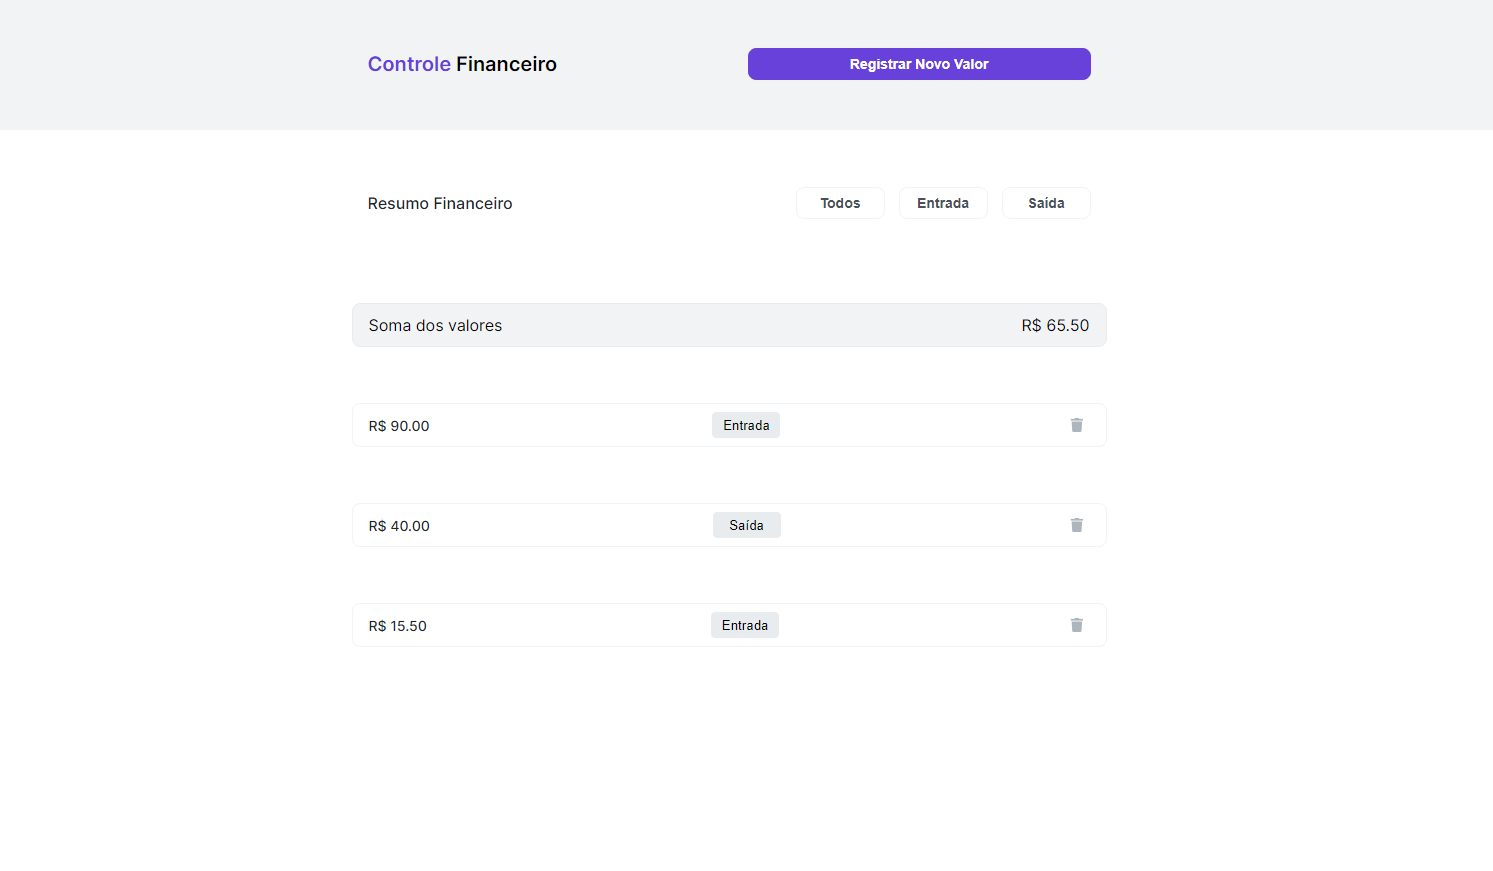 Controle Financeiro
Registrar Novo Valor
Resumo Financeiro
Todos
Entrada
Saída
Soma dos valores
R$ 65.50
R$ 90.00
Entrada
R$ 40.00
Saída
R$ 15.50
Entrada